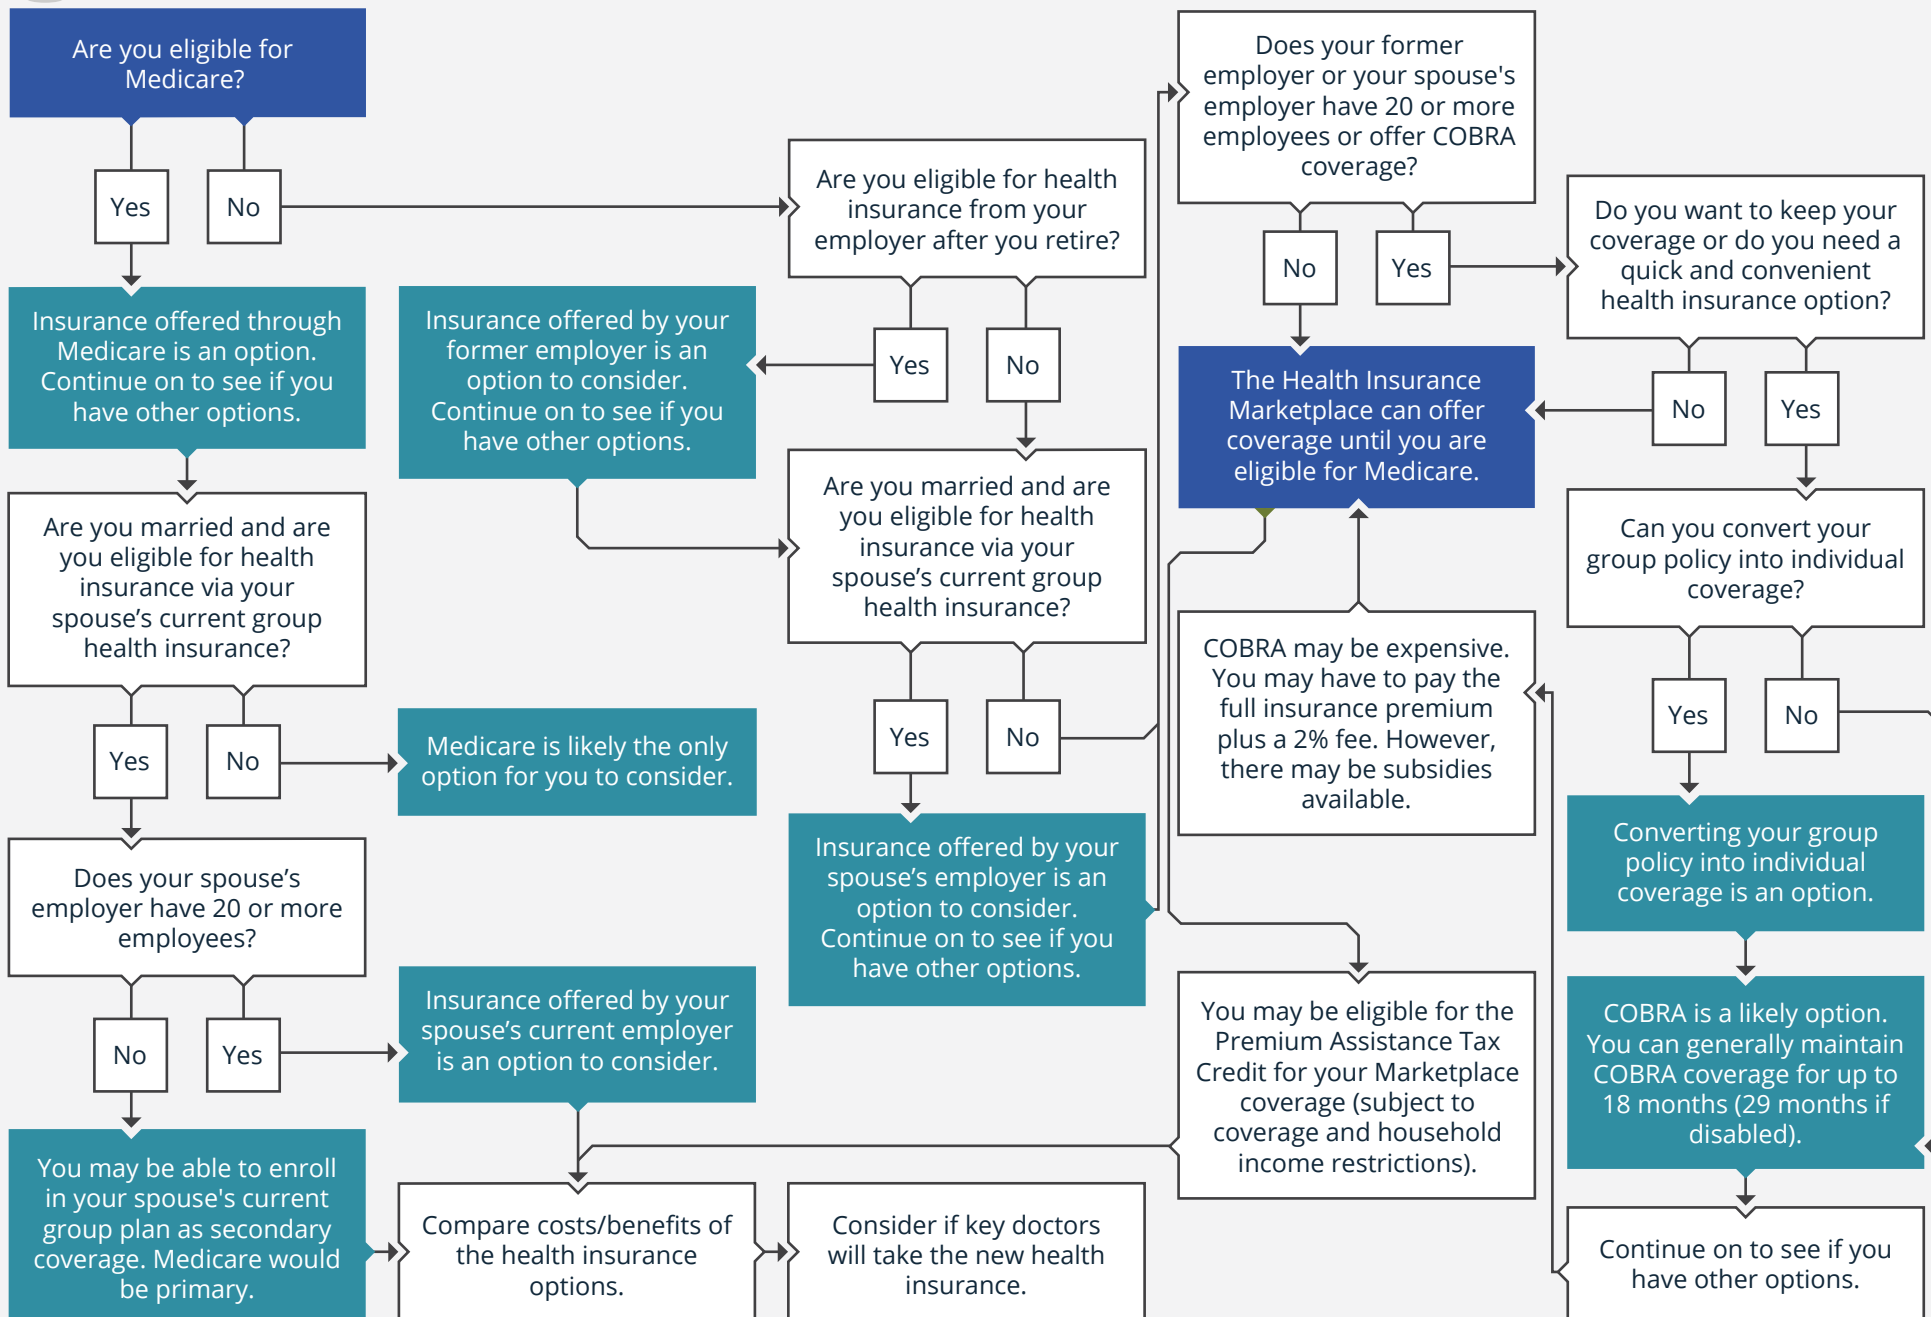 Are you eligible for
Medicare?
Yes
No
Insurance offered through
Medicare is an option.
Continue on to see if you
have other options.
Are you married and are
you eligible for health
insurance via your
spouse’s current group
health insurance?
Yes
No
Medicare is likely the only
option for you to consider.
Does your spouse’s
employer have 20 or more
employees?
No
Yes
Insurance offered by your
spouse’s current employer
is an option to consider.
You may be able to enroll
in your spouse's current
group plan as secondary
coverage. Medicare would
be primary.
Compare costs/benefits of
the health insurance
options.
Consider if key doctors
will take the new health
insurance.
Are you eligible for health
insurance from your
employer after you retire?
Yes
No
Insurance offered by your
former employer is an
option to consider.
Continue on to see if you
have other options.
Are you married and are
you eligible for health
insurance via your
spouse’s current group
health insurance?
Yes
No
Insurance offered by your
spouse’s employer is an
option to consider.
Continue on to see if you
have other options.
Does your former
employer or your spouse's
employer have 20 or more
employees or offer COBRA
coverage?
No
Yes
The Health Insurance
Marketplace can offer
coverage until you are
eligible for Medicare.
COBRA may be expensive.
You may have to pay the
full insurance premium
plus a 2% fee. However,
there may be subsidies
available.
You may be eligible for the
Premium Assistance Tax
Credit for your Marketplace
coverage (subject to
coverage and household
income restrictions).
Do you want to keep your
coverage or do you need a
quick and convenient
health insurance option?
No
Yes
Can you convert your
group policy into individual
coverage?
Yes
No
Converting your group
policy into individual
coverage is an option.
COBRA is a likely option.
You can generally maintain
COBRA coverage for up to
18 months (29 months if
disabled).
Continue on to see if you
have other options.